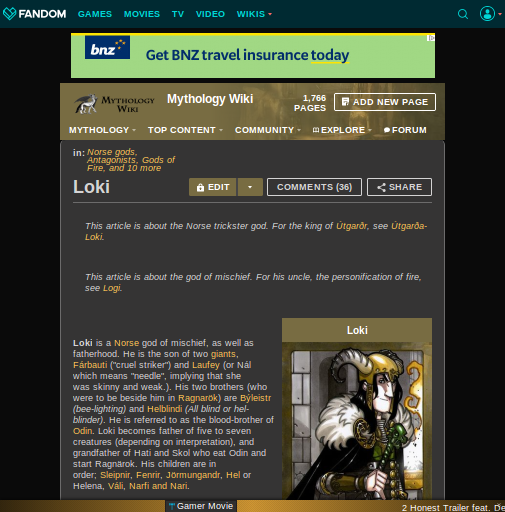 FANDOM GAMES MOVIES TV VIDEO WIKIS
bnz
Get BNZ travel insurance today
MYTHOLOGY WIKI
Mythology Wiki
1,766 PAGES
ADD NEW PAGE
MYTHOLOGY TOP CONTENT COMMUNITY EXPLORE FORUM
in: Norse gods,
Antagonists, Gods of
Fire, and 10 more
Loki
EDIT
COMMENTS (36)
SHARE
This article is about the Norse trickster god. For the king of Útgarðr, see Útgarða-
Loki.
This article is about the god of mischief. For his uncle, the personification of fire,
see Logi.
Loki
Loki is a Norse god of mischief, as well as
fatherhood. He is the son of two giants,
Fárbauti ("cruel striker") and Laufey (or Nál
which means "needle", implying that she
was skinny and weak.). His two brothers (who
were to be beside him in Ragnarök) are Býleistr
(bee-lighting) and Helblindi (All blind or hel-
blinder). He is referred to as the blood-brother of
Odin. Loki becomes father of five to seven
creatures (depending on interpretation), and
grandfather of Hati and Skol who eat Odin and
start Ragnärok. His children are in
order; Sleipnir, Fenrir, Jörmungandr, Hel or
Helena, Váli, Narfi and Nari.
Gamer Movie
2 Honest Trailer feat. De